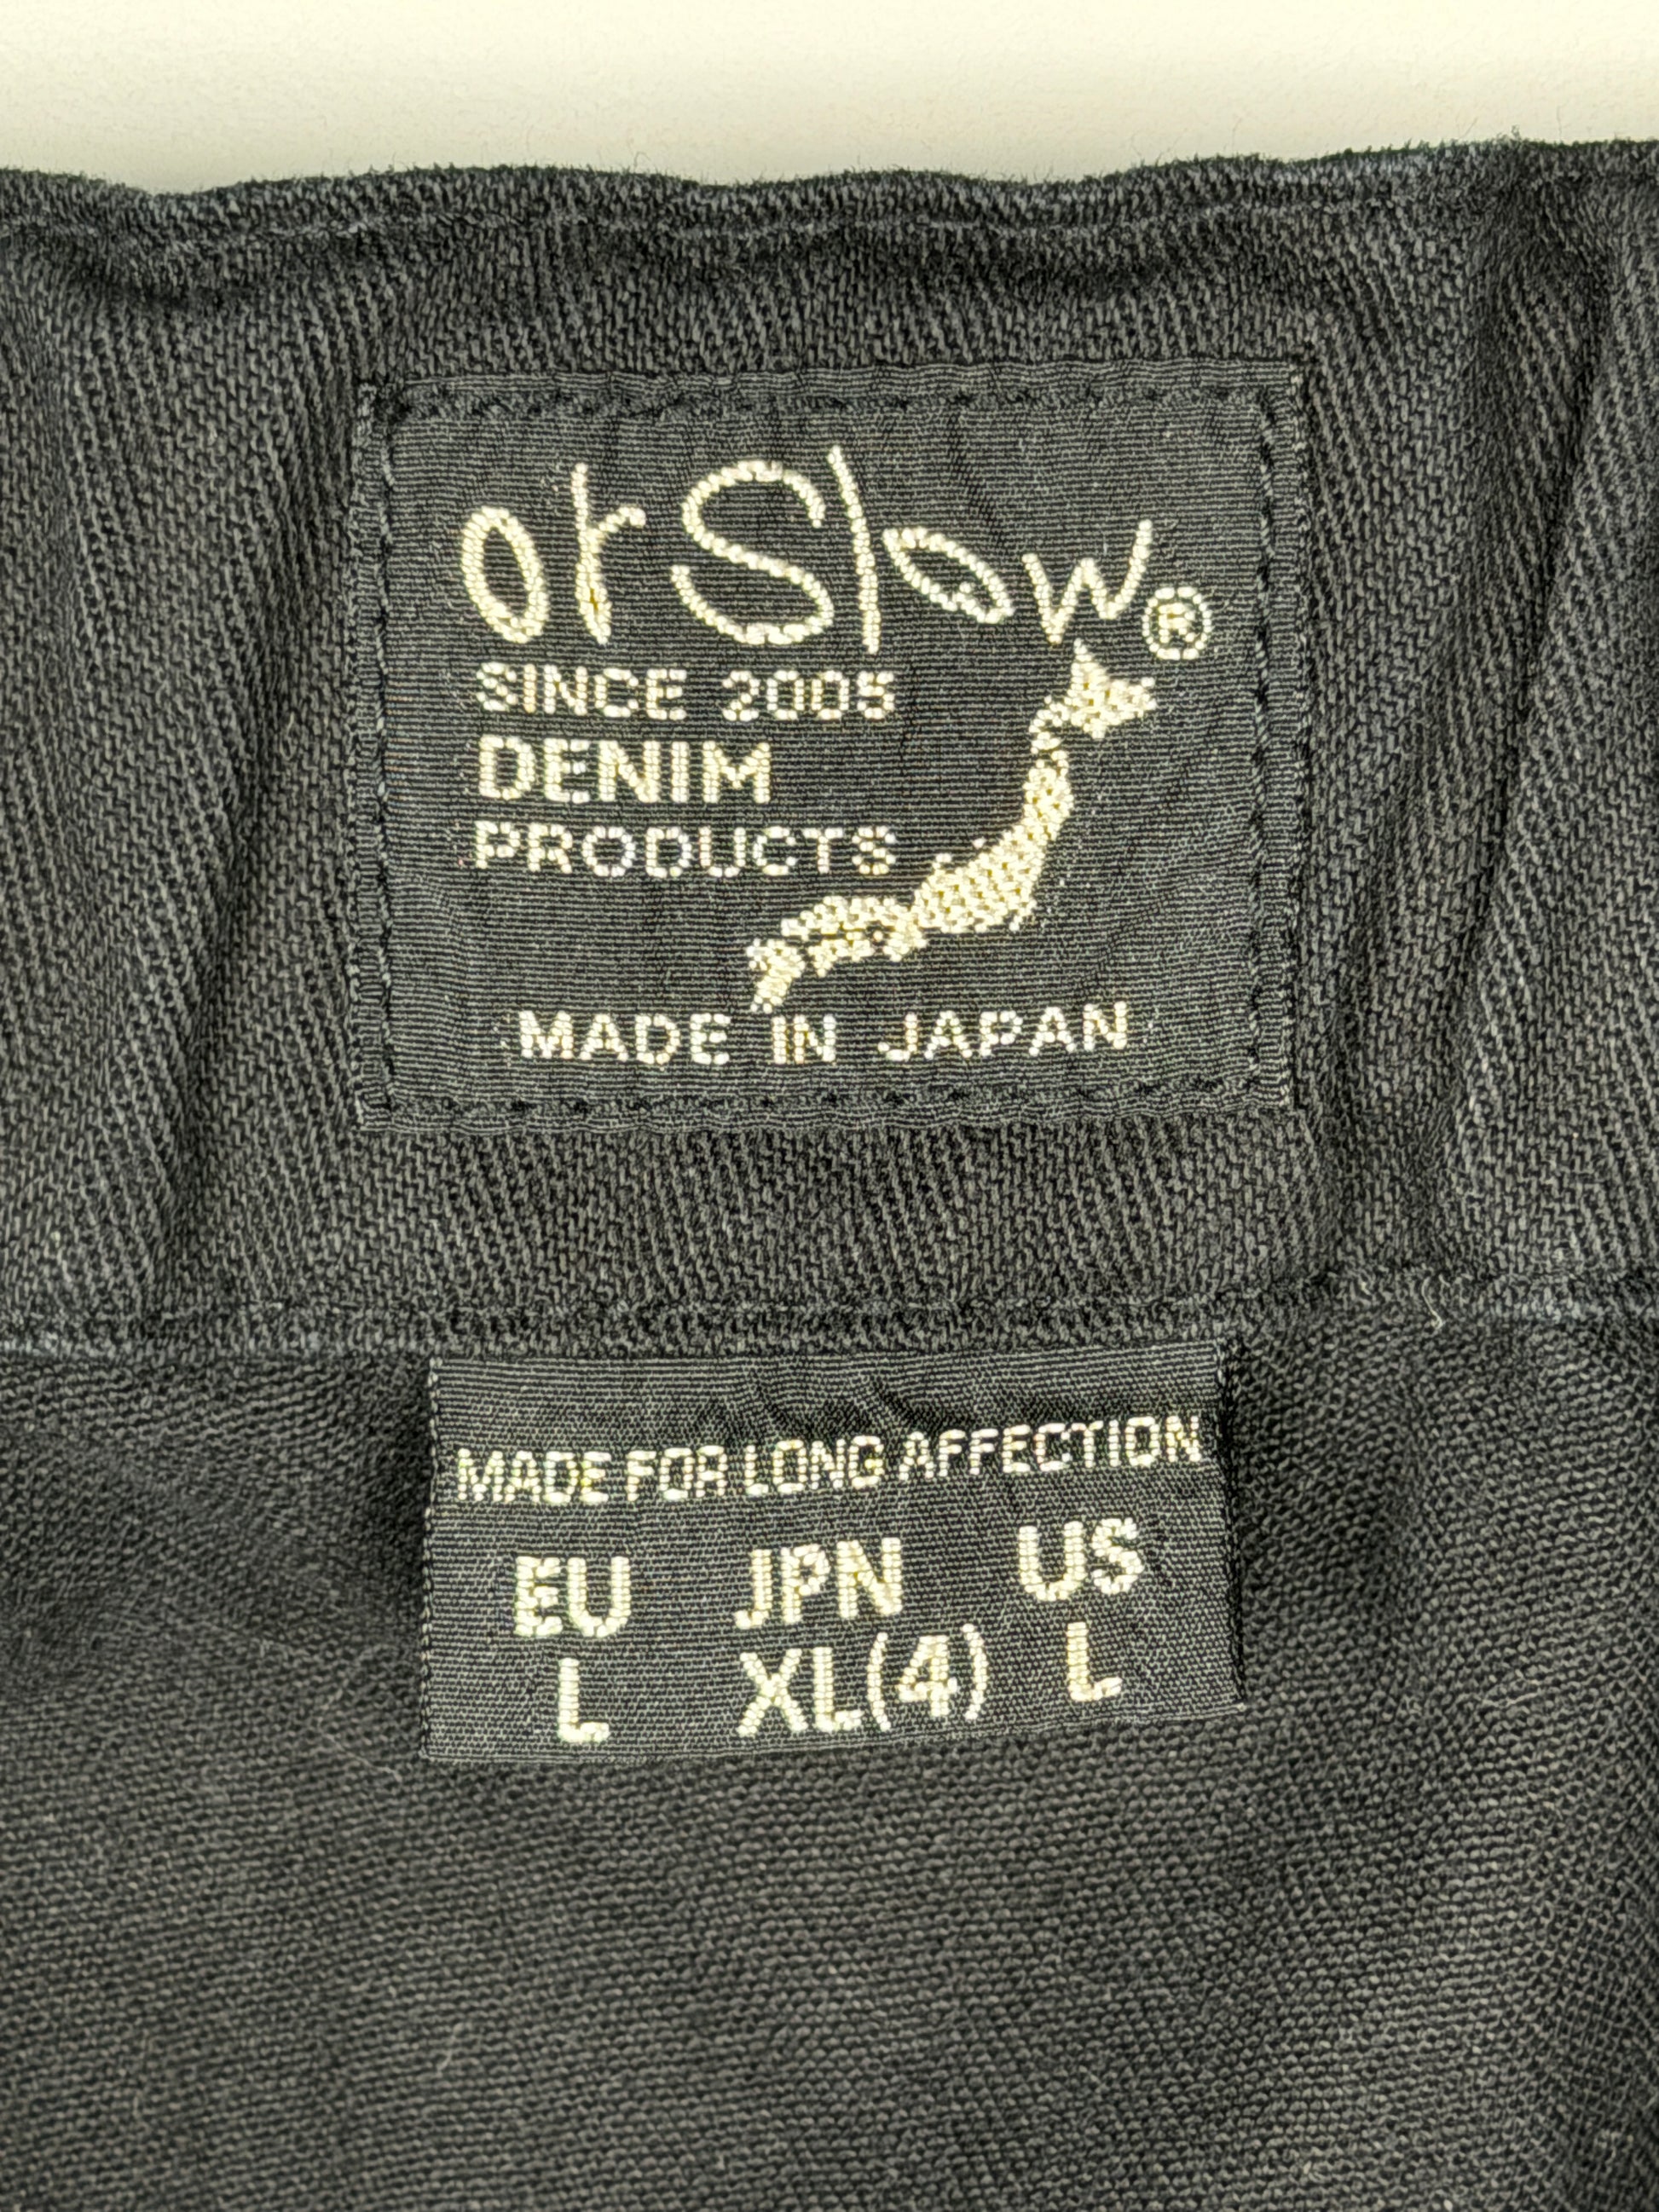 orSlow®
SINCE 2005
DENIM
PRODUCTS
MADE IN JAPAN
MADE FOR LONG AFFECTION
EU JPN US
L XL(4) L